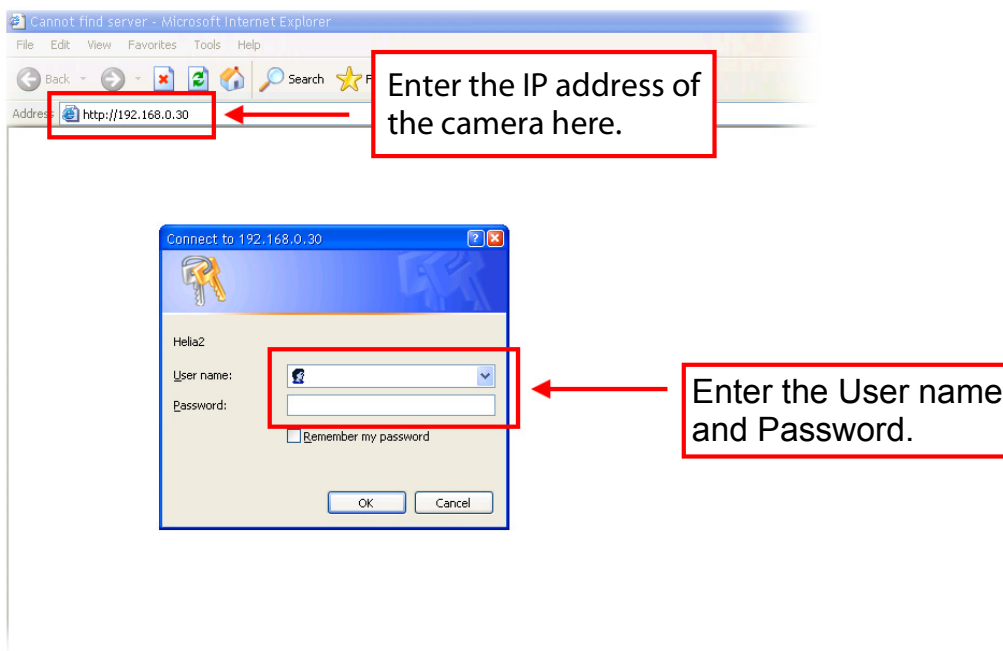 Cannot find server - Microsoft Internet Explorer
File Edit View Favorites Tools Help
Back Search F
Enter the IP address of
the camera here.
Address http://192.168.0.30
Connect to 192.168.0.30
Helia2
User name:
Password:
Remember my password
OK Cancel
Enter the User name
and Password.